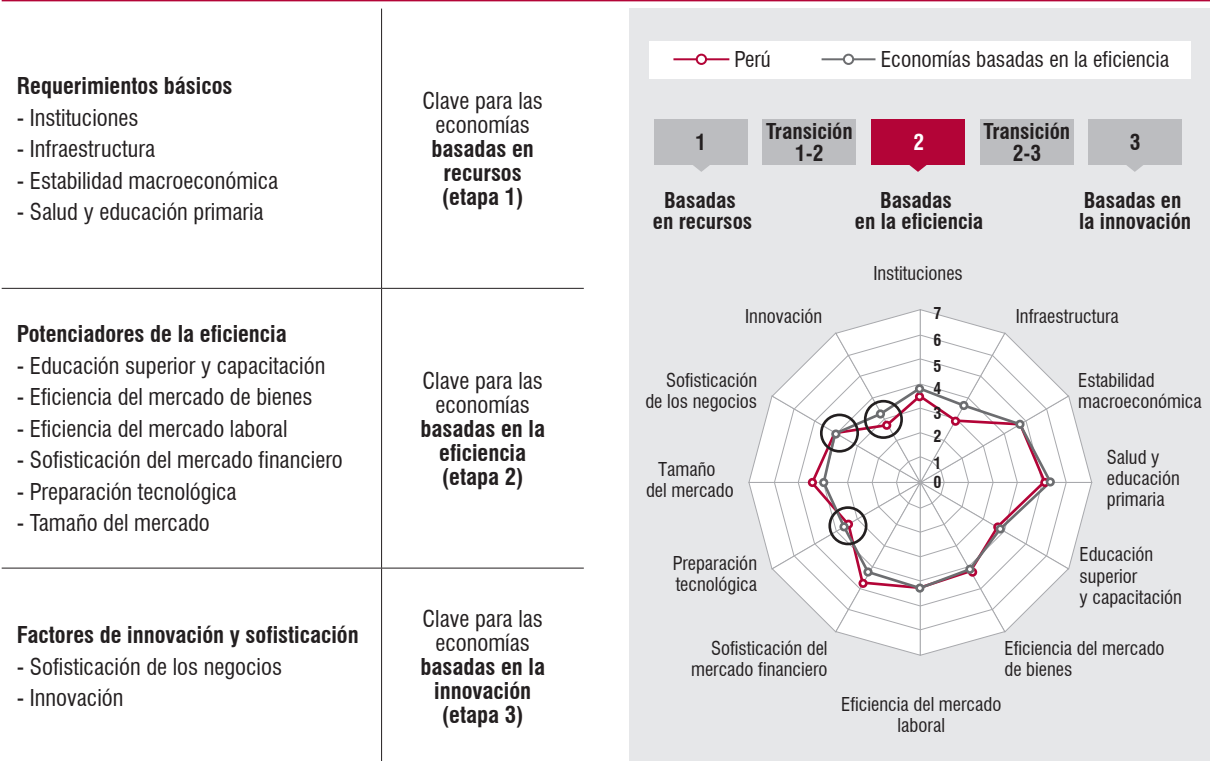 Requerimientos básicos
- Instituciones
- Infraestructura
- Estabilidad macroeconómica
- Salud y educación primaria
Clave para las
economías
basadas en
recursos
(etapa 1)
Potenciadores de la eficiencia
- Educación superior y capacitación
- Eficiencia del mercado de bienes
- Eficiencia del mercado laboral
- Sofisticación del mercado financiero
- Preparación tecnológica
- Tamaño del mercado
Clave para las
economías
basadas en la
eficiencia
(etapa 2)
Factores de innovación y sofisticación
- Sofisticación de los negocios
- Innovación
Clave para las
economías
basadas en la
innovación
(etapa 3)
Perú
Economías basadas en la eficiencia
1
Transición
1-2
2
Transición
2-3
3
Basadas
en recursos
Basadas
en la eficiencia
Basadas en
la innovación
Instituciones
Infraestructura
Estabilidad
macroeconómica
Salud y
educación
primaria
Educación
superior
y capacitación
Eficiencia del mercado
de bienes
Eficiencia del mercado
laboral
Sofisticación del
mercado financiero
Preparación
tecnológica
Tamaño
del mercado
Sofisticación
de los negocios
Innovación
7
6
5
4
3
2
1
0